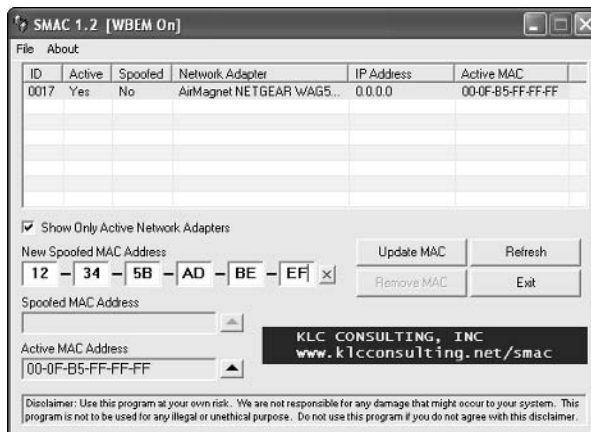 SMAC 1.2 [WBEM On]
File About
ID Active Spoofed Network Adapter IP Address Active MAC
0017 Yes No AirMagnet NETGEAR WAG5... 0.0.0.0 00-0F-B5-FF-FF-FF
Show Only Active Network Adapters
New Spoofed MAC Address
12 - 34 - 5B - AD - BE - EF
Update MAC Refresh
Remove MAC Exit
Spoofed MAC Address
KLC CONSULTING, INC
www.klcconsulting.net/smac
Active MAC Address
00-0F-B5-FF-FF-FF
Disclaimer: Use this program at your own risk. We are not responsible for any damage that might occur to your system. This
program is not to be used for any illegal or unethical purpose. Do not use this program if you do not agree with this disclaimer.